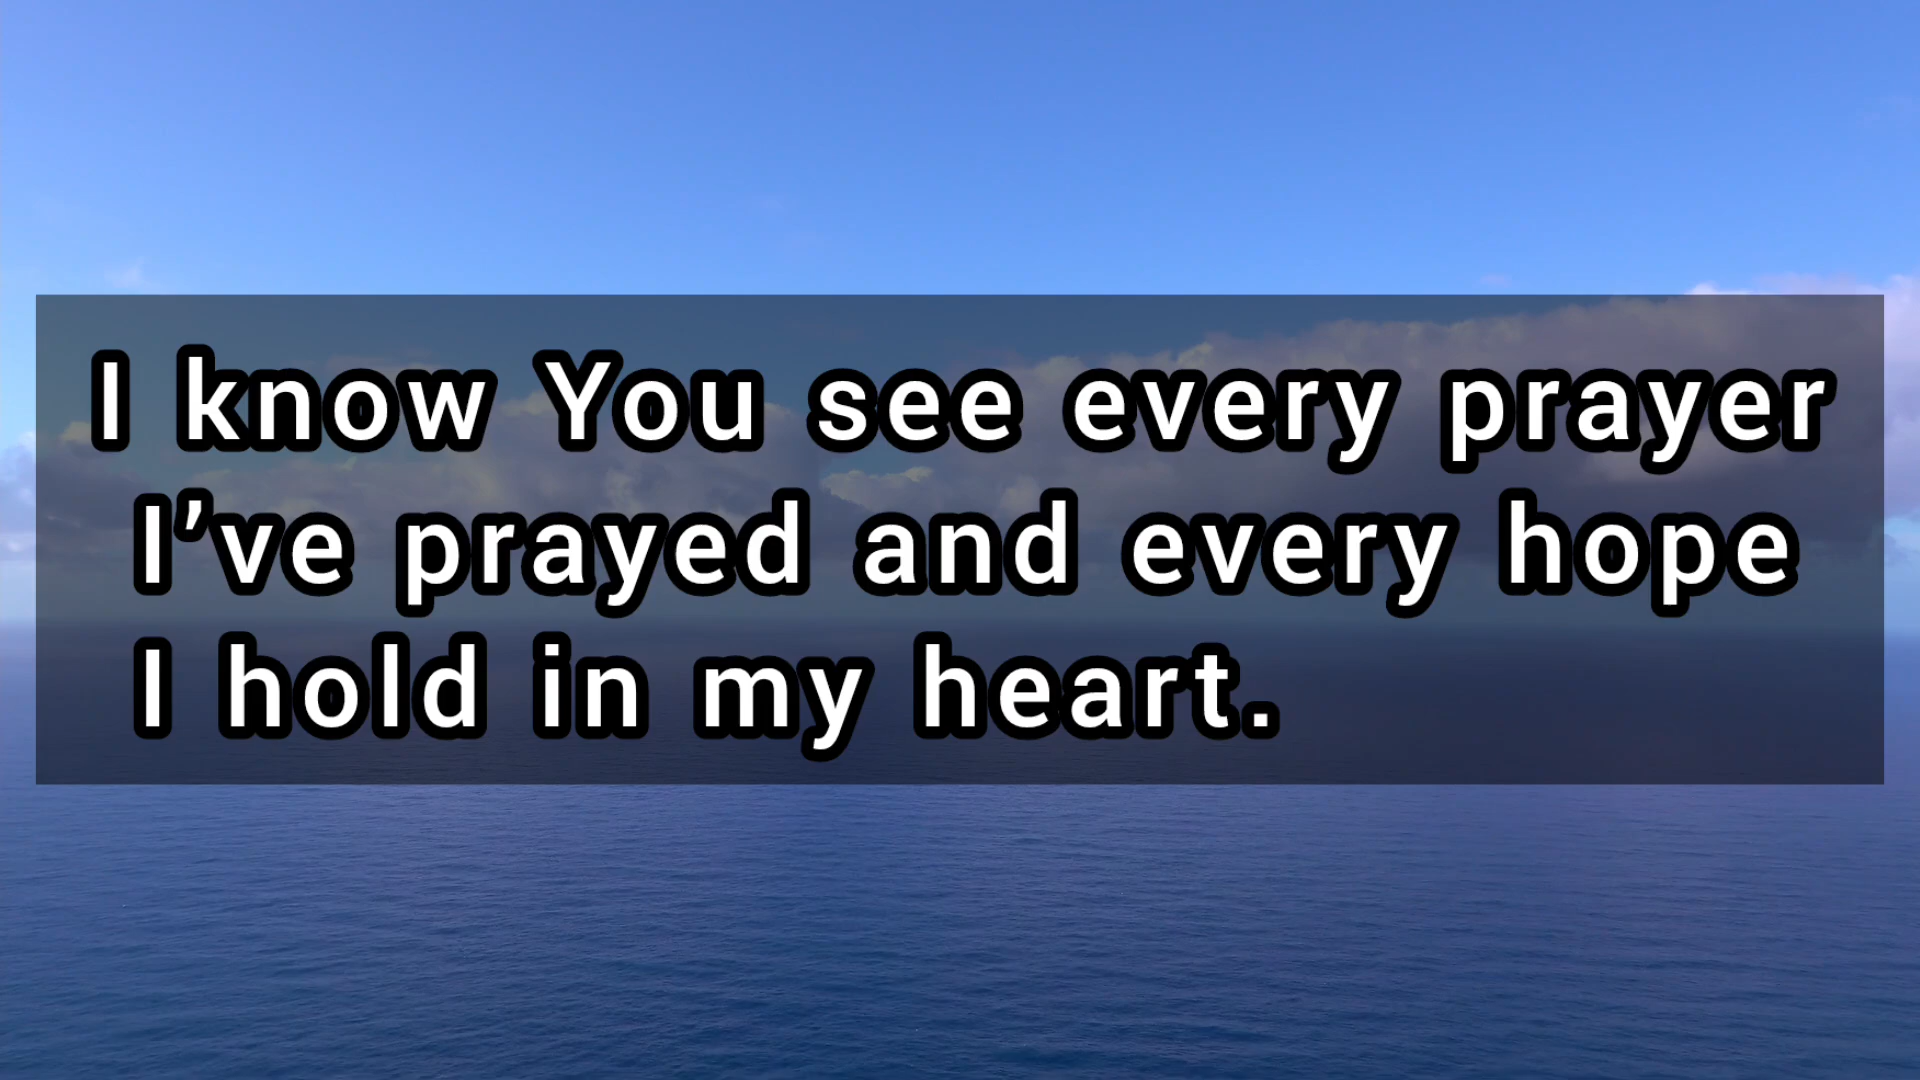 I know You see every prayer
I’ve prayed and every hope
I hold in my heart.